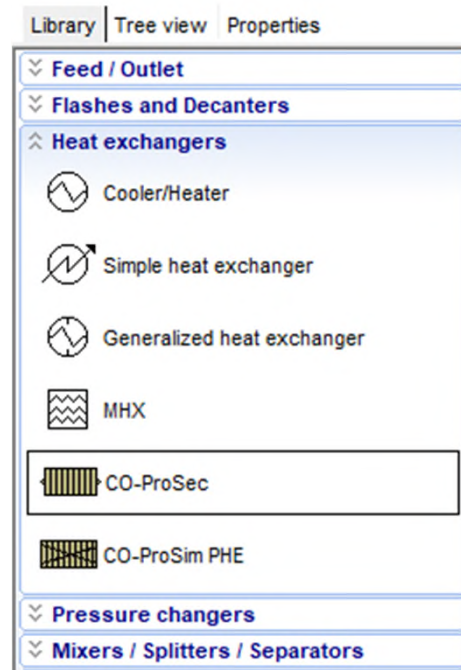 Library Tree view Properties
Feed / Outlet
Flashes and Decanters
Heat exchangers
Cooler/Heater
Simple heat exchanger
Generalized heat exchanger
MHX
CO-ProSec
CO-ProSim PHE
Pressure changers
Mixers / Splitters / Separators